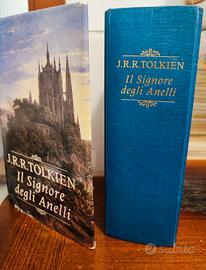 J.R.R.TOLKIEN
Il Signore
degli Anelli
J.R.R.TOLKIEN
Il Signore
degli Anelli
subito